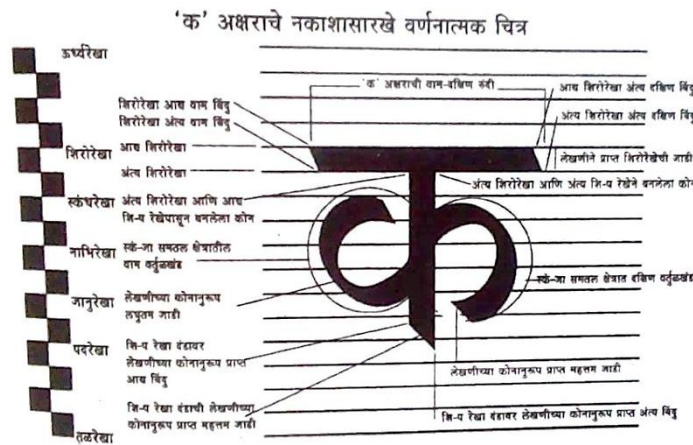 'क' अक्षराचे नकाशासारखे वर्णनात्मक चित्र
ऊर्ध्वरेखा
'क' अक्षराची वाम-दक्षिण रुंदी
आद्य शिरोरेखा अंत्य दक्षिण बिंदु
शिरोरेखा आद्य वाम बिंदु
शिरोरेखा अंत्य वाम बिंदु
अंत्य शिरोरेखा अंत्य दक्षिण बिंदु
शिरोरेखा
आद्य शिरोरेखा
लेखणीने प्राप्त शिरोरेखेची जाडी
अंत्य शिरोरेखा
अंत्य शिरोरेखा आणि अंत्य शि-प रेखेने बनलेला कोन
स्कंधरेखा
अंत्य शिरोरेखा आणि आद्य
शि-प रेखेपासून बनलेला कोन
नाभिरेखा
स्कं-जा समतल क्षेत्रातील
वाम वर्तुळखंड
क
स्कं-जा समतल क्षेत्रात दक्षिण वर्तुळखंड
जानुरेखा
लेखणीच्या कोनानुरूप
लघुतम जाडी
पदरेखा
शि-प रेखा दंडावर
लेखणीच्या कोनानुरूप प्राप्त
आद्य बिंदु
लेखणीच्या कोनानुरूप प्राप्त महत्तम जाडी
शि-प रेखा दंडाची लेखणीच्या
कोनानुरूप प्राप्त महत्तम जाडी
शि-प रेखा दंडावर लेखणीच्या कोनानुरूप प्राप्त अंत्य बिंदु
तळरेखा